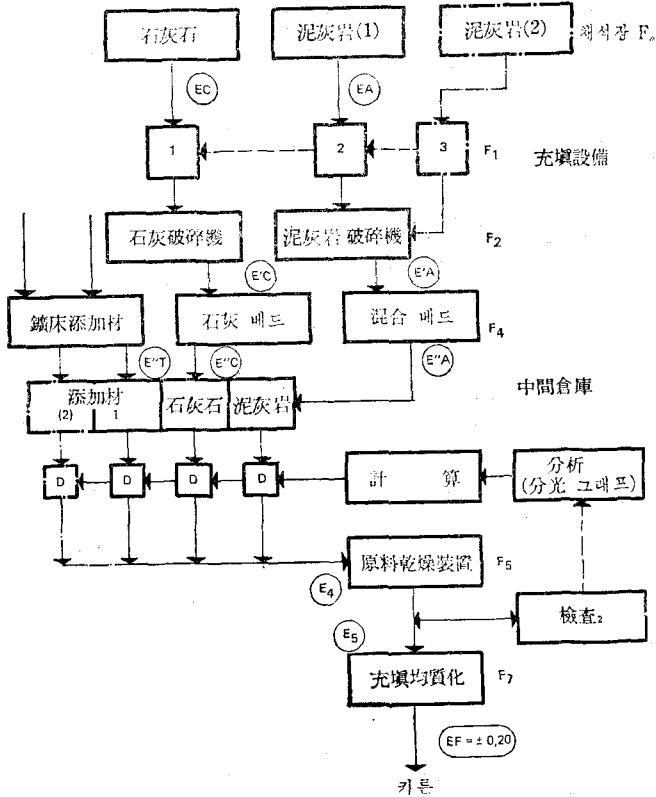 石灰石 泥灰岩(1) 泥灰岩(2) 채석장 F₀
EC EA
1 2 3 F₁ 充塡設備
石灰破碎機 泥灰岩 破碎機 F₂
E'C E'A
鑛床添加材 石灰 베드 混合 베드 F₄
E"T E"C E"A
中間倉庫
添加材 石灰石 泥灰岩
(2) 1
D D D D 計 算 分析
(分光 그래프)
原料乾燥装置 F₅
E₄
檢査₂
E₅
充塡均質化 F₇
EF = ± 0,20
카른